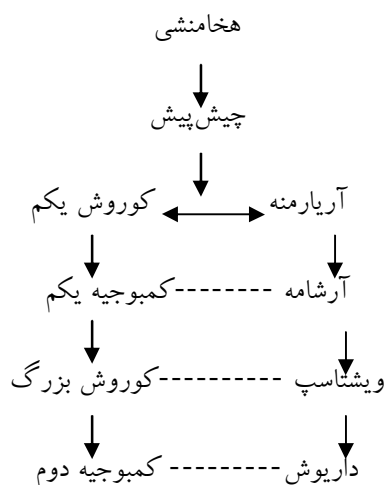 هخامنشی
چیش‌پیش
آریارمنه کوروش یکم
آرشامه --------- کمبوجیه یکم
ویشتاسپ ---------- کوروش بزرگ
داریوش --------- کمبوجیه دوم